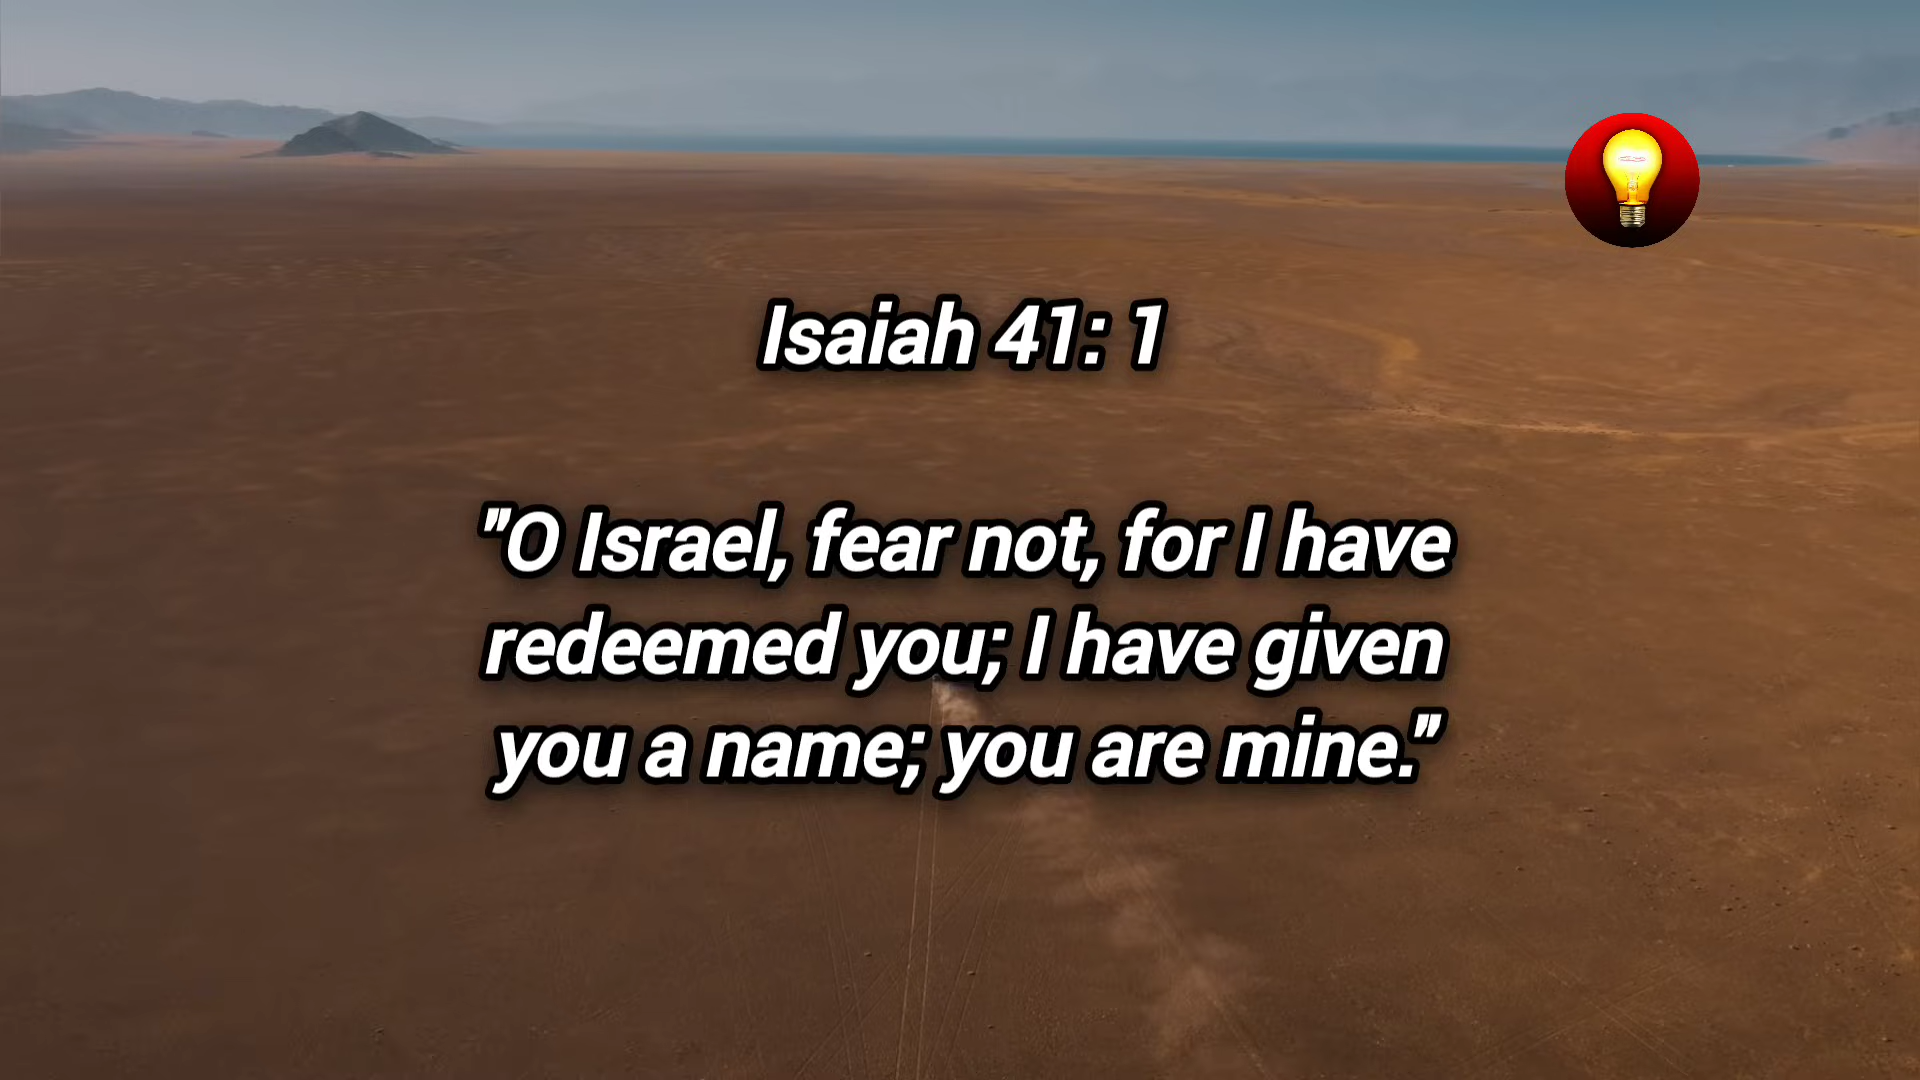 Isaiah 41: 1
"O Israel, fear not, for I have
redeemed you; I have given
you a name; you are mine."